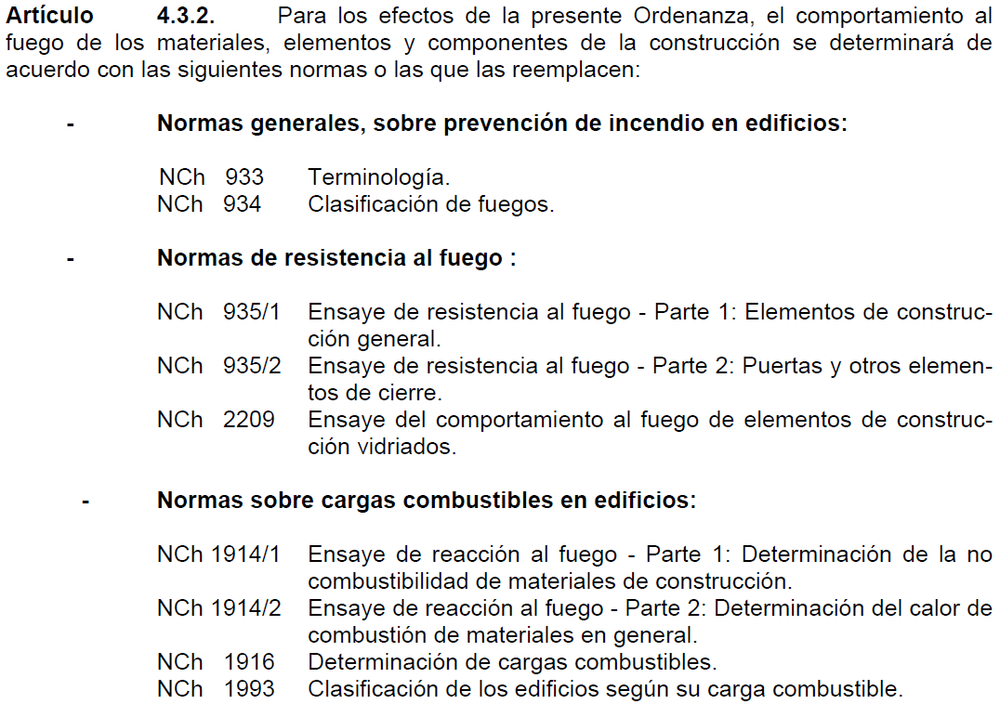 Artículo 4.3.2. Para los efectos de la presente Ordenanza, el comportamiento al
fuego de los materiales, elementos y componentes de la construcción se determinará de
acuerdo con las siguientes normas o las que las reemplacen:
- Normas generales, sobre prevención de incendio en edificios:
NCh 933 Terminología.
NCh 934 Clasificación de fuegos.
- Normas de resistencia al fuego :
NCh 935/1 Ensaye de resistencia al fuego - Parte 1: Elementos de construc-
ción general.
NCh 935/2 Ensaye de resistencia al fuego - Parte 2: Puertas y otros elemen-
tos de cierre.
NCh 2209 Ensaye del comportamiento al fuego de elementos de construc-
ción vidriados.
- Normas sobre cargas combustibles en edificios:
NCh 1914/1 Ensaye de reacción al fuego - Parte 1: Determinación de la no
combustibilidad de materiales de construcción.
NCh 1914/2 Ensaye de reacción al fuego - Parte 2: Determinación del calor de
combustión de materiales en general.
NCh 1916 Determinación de cargas combustibles.
NCh 1993 Clasificación de los edificios según su carga combustible.